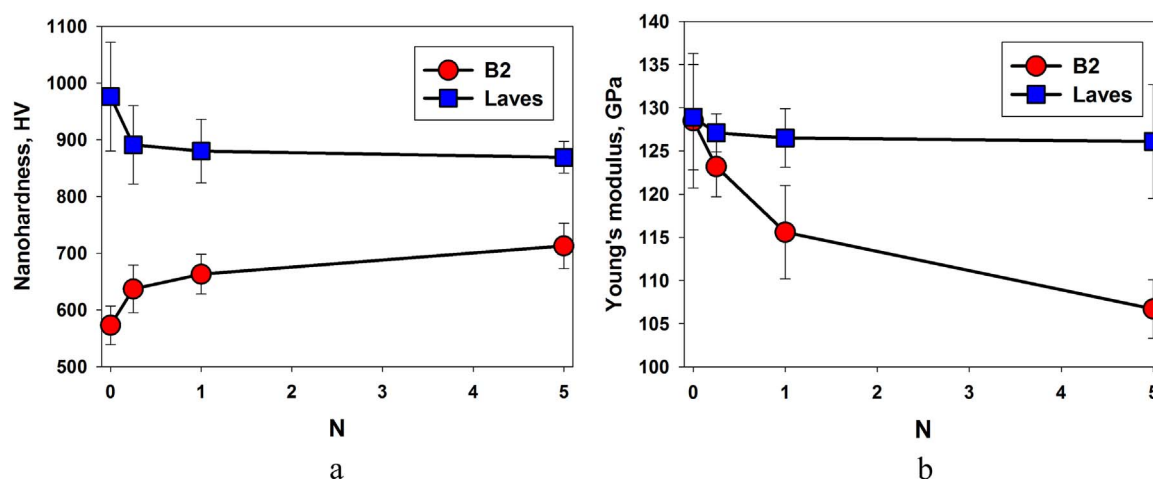 Nanohardness, HV
1100
1000
900
800
700
600
500
0
1
2
3
4
5
N
B2
Laves
a
Young's modulus, GPa
140
135
130
125
120
115
110
105
100
0
1
2
3
4
5
N
B2
Laves
b